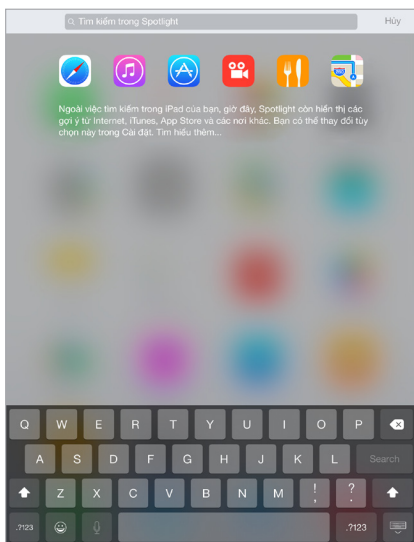 Tìm kiếm trong Spotlight
Hủy
Ngoài việc tìm kiếm trong iPad của bạn, giờ đây, Spotlight còn hiển thị các
gợi ý từ Internet, iTunes, App Store và các nơi khác. Bạn có thể thay đổi tùy
chọn này trong Cài đặt. Tìm hiểu thêm...
Q W E R T Y U I O P
A S D F G H J K L Search
Z X C V B N M ! , ? .
.?123 .?123